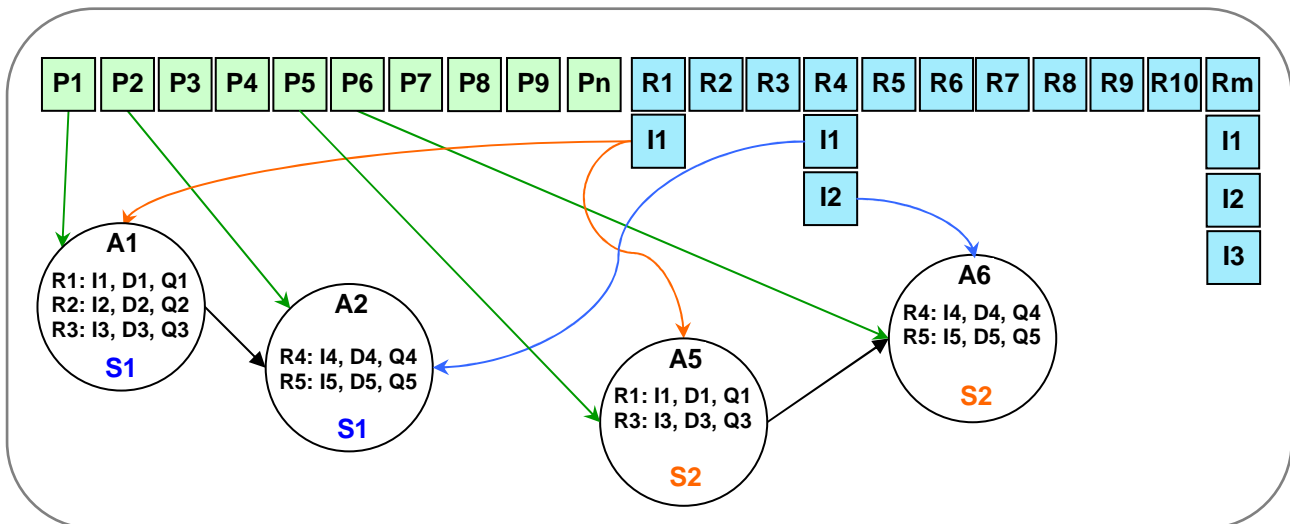 P1 P2 P3 P4 P5 P6 P7 P8 P9 Pn R1 R2 R3 R4 R5 R6 R7 R8 R9 R10 Rm
I1 I1 I1
I2 I2
I3
A1
R1: I1, D1, Q1
R2: I2, D2, Q2
R3: I3, D3, Q3
S1
A2
R4: I4, D4, Q4
R5: I5, D5, Q5
S1
A5
R1: I1, D1, Q1
R3: I3, D3, Q3
S2
A6
R4: I4, D4, Q4
R5: I5, D5, Q5
S2